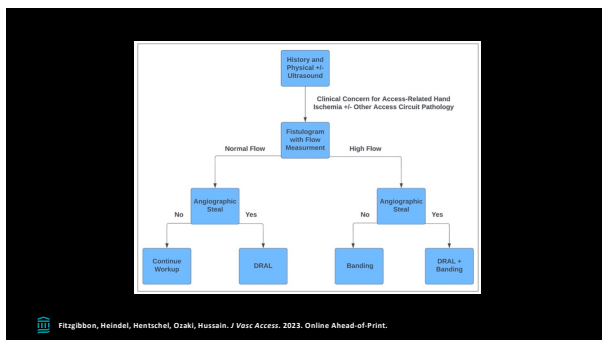 History and
Physical +/-
Ultrasound
Clinical Concern for Access-Related Hand
Ischemia +/- Other Access Circuit Pathology
Fistulogram
with Flow
Measurment
Normal Flow
High Flow
Angiographic
Steal
Angiographic
Steal
No
Yes
No
Yes
Continue
Workup
DRAL
Banding
DRAL +
Banding
Fitzgibbon, Heindel, Hentschel, Ozaki, Hussain. J Vasc Access. 2023. Online Ahead-of-Print.